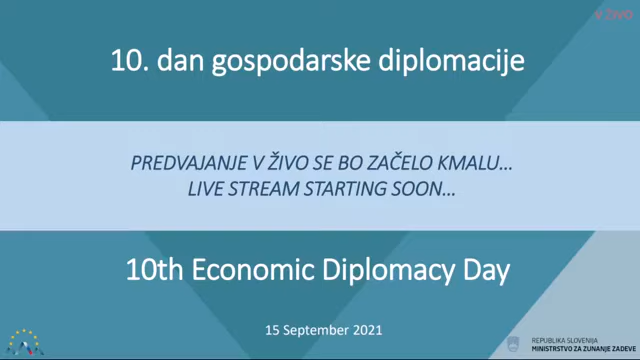 V ŽIVO
10. dan gospodarske diplomacije
PREDVAJANJE V ŽIVO SE BO ZAČELO KMALU...
LIVE STREAM STARTING SOON...
10th Economic Diplomacy Day
15 September 2021
REPUBLIKA SLOVENIJA
MINISTRSTVO ZA ZUNANJE ZADEVE